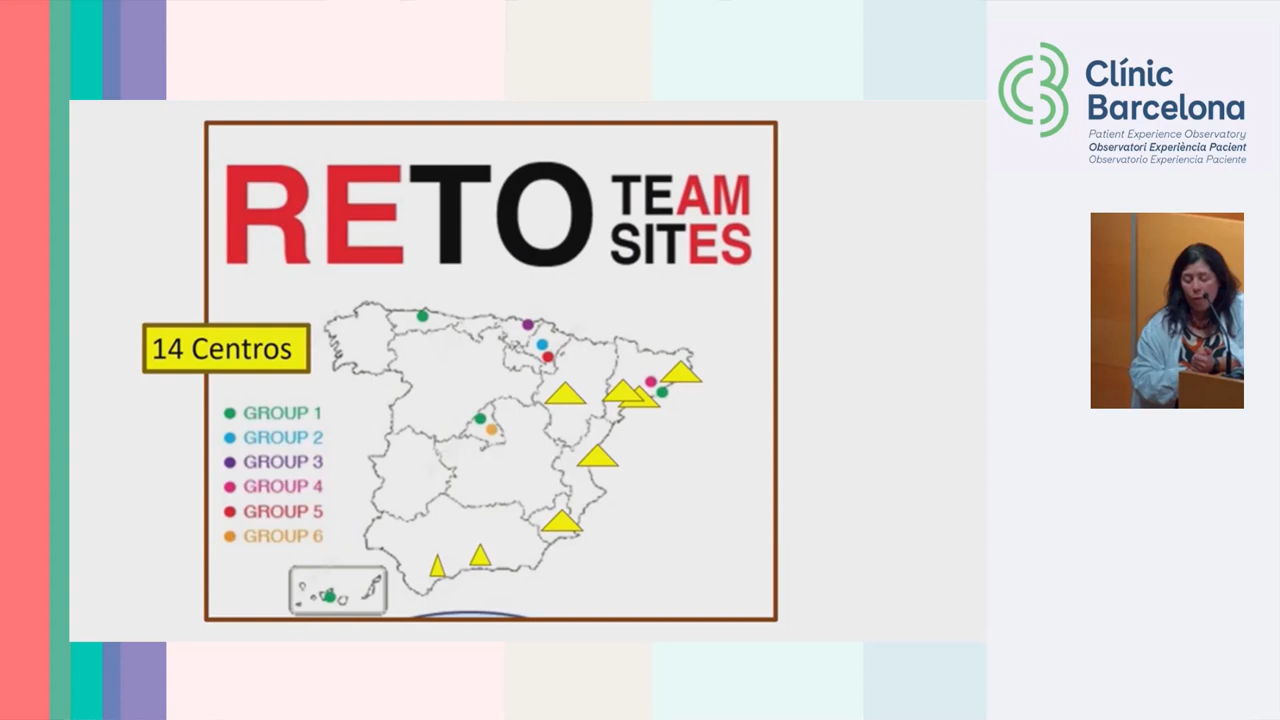 RETO
TEAM
SITES
14 Centros
GROUP 1
GROUP 2
GROUP 3
GROUP 4
GROUP 5
GROUP 6
Clínic
Barcelona
Patient Experience Observatory
Observatori Experiència Pacient
Observatorio Experiencia Paciente